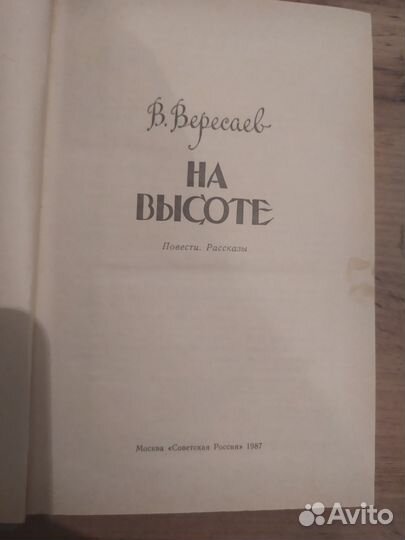 В. Вересаев
НА
ВЫСОТЕ
Повести. Рассказы
Москва «Советская Россия» 1987
Avito